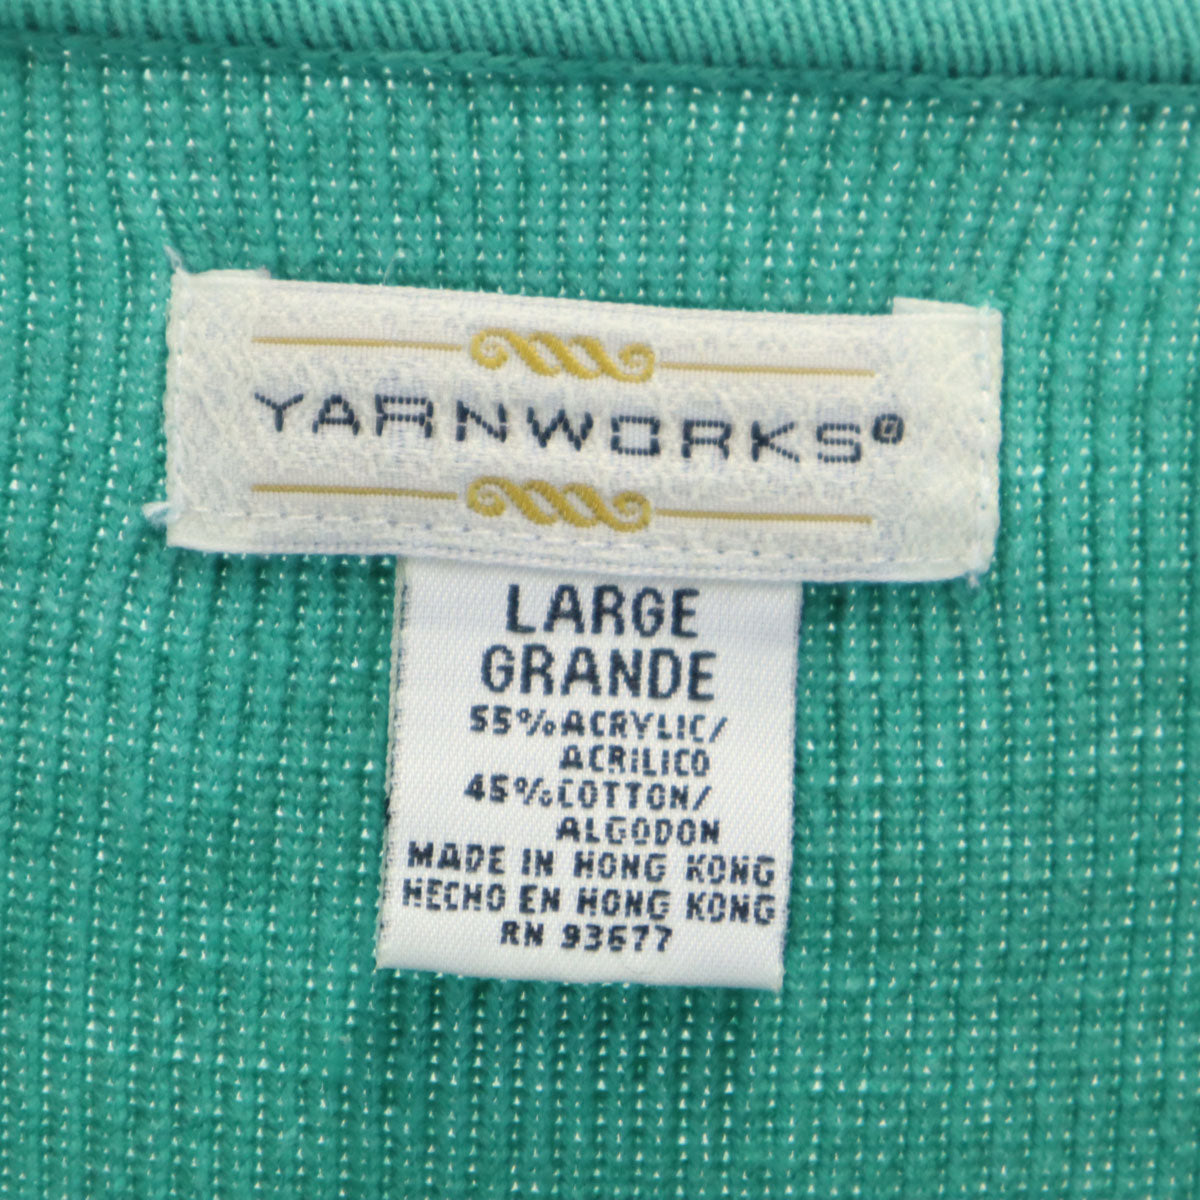 YARNWORKS®
LARGE
GRANDE
55% ACRYLIC/
ACRILICO
45% COTTON/
ALGODON
MADE IN HONG KONG
HECHO EN HONG KONG
RN 93677